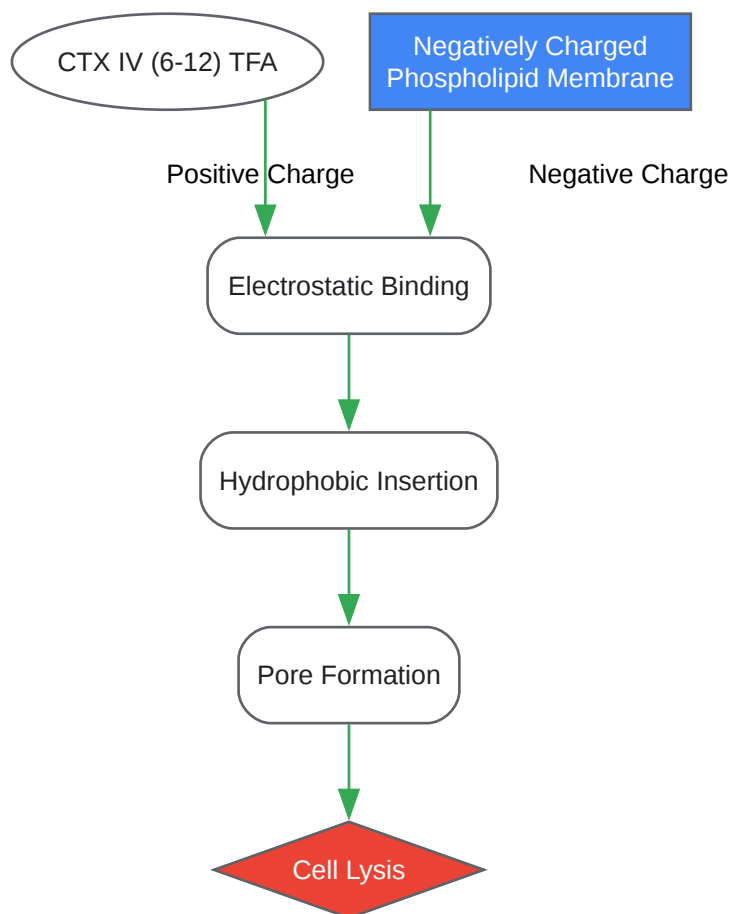 CTX IV (6-12) TFA
Negatively Charged
Phospholipid Membrane
Positive Charge
Negative Charge
Electrostatic Binding
Hydrophobic Insertion
Pore Formation
Cell Lysis